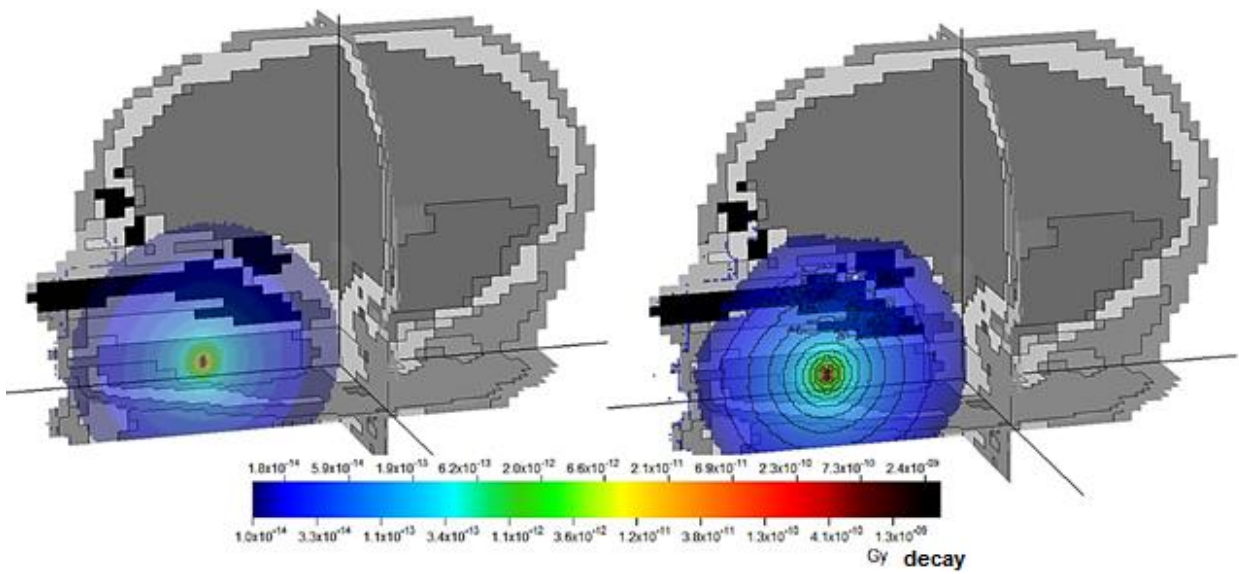 1.8x10⁻¹⁴ 5.9x10⁻¹⁴ 1.9x10⁻¹³ 6.2x10⁻¹³ 2.0x10⁻¹² 6.6x10⁻¹² 2.1x10⁻¹¹ 6.9x10⁻¹¹ 2.3x10⁻¹⁰ 7.3x10⁻¹⁰ 2.4x10⁻⁰⁹
1.0x10⁻¹⁴ 3.3x10⁻¹⁴ 1.1x10⁻¹³ 3.4x10⁻¹³ 1.1x10⁻¹² 3.6x10⁻¹² 1.2x10⁻¹¹ 3.8x10⁻¹¹ 1.3x10⁻¹⁰ 4.1x10⁻¹⁰ 1.3x10⁻⁰⁹
Gy decay